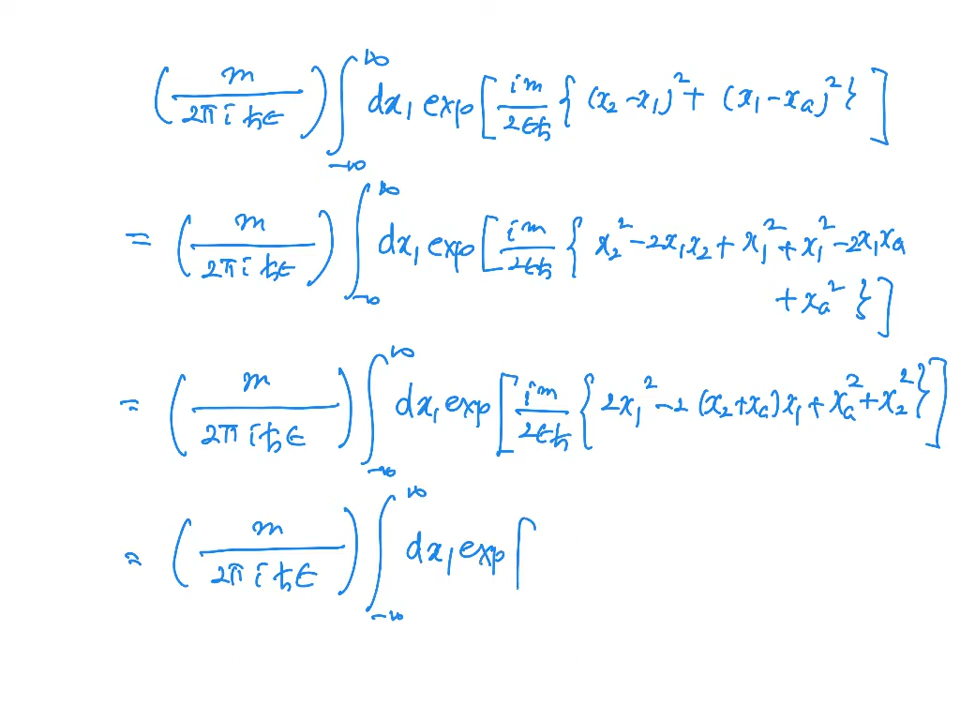 (m / 2πiħϵ) ∫_{-∞}^{∞} dx₁ exp[ im/2ϵħ { (x₂ - x₁)² + (x₁ - xₐ)² } ]
= (m / 2πiħϵ) ∫_{-∞}^{∞} dx₁ exp[ im/2ϵħ { x₂² - 2x₁x₂ + x₁² + x₁² - 2x₁xₐ
+ xₐ² } ]
= (m / 2πiħϵ) ∫_{-∞}^{∞} dx₁ exp[ im/2ϵħ { 2x₁² - 2(x₂+xₐ)x₁ + xₐ² + x₂² } ]
= (m / 2πiħϵ) ∫_{-∞}^{∞} dx₁ exp[